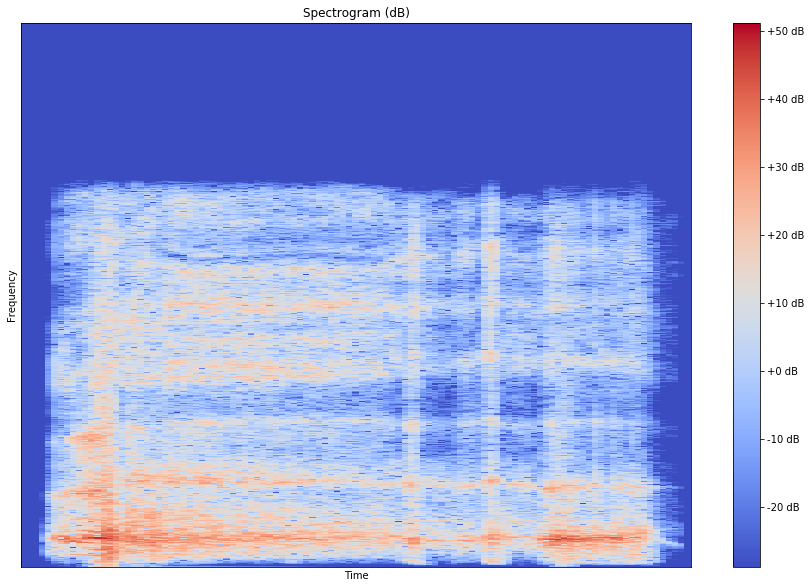 Spectrogram (dB)
Frequency
Time
+50 dB
+40 dB
+30 dB
+20 dB
+10 dB
+0 dB
-10 dB
-20 dB